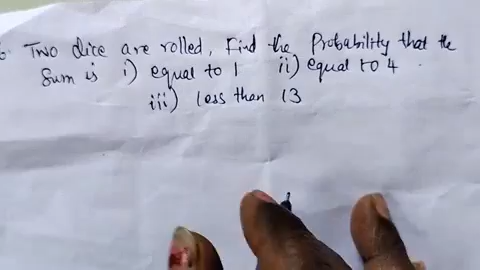 6. Two dice are rolled, Find the Probability that the
Sum is i) equal to 1 ii) equal to 4.
iii) less than 13